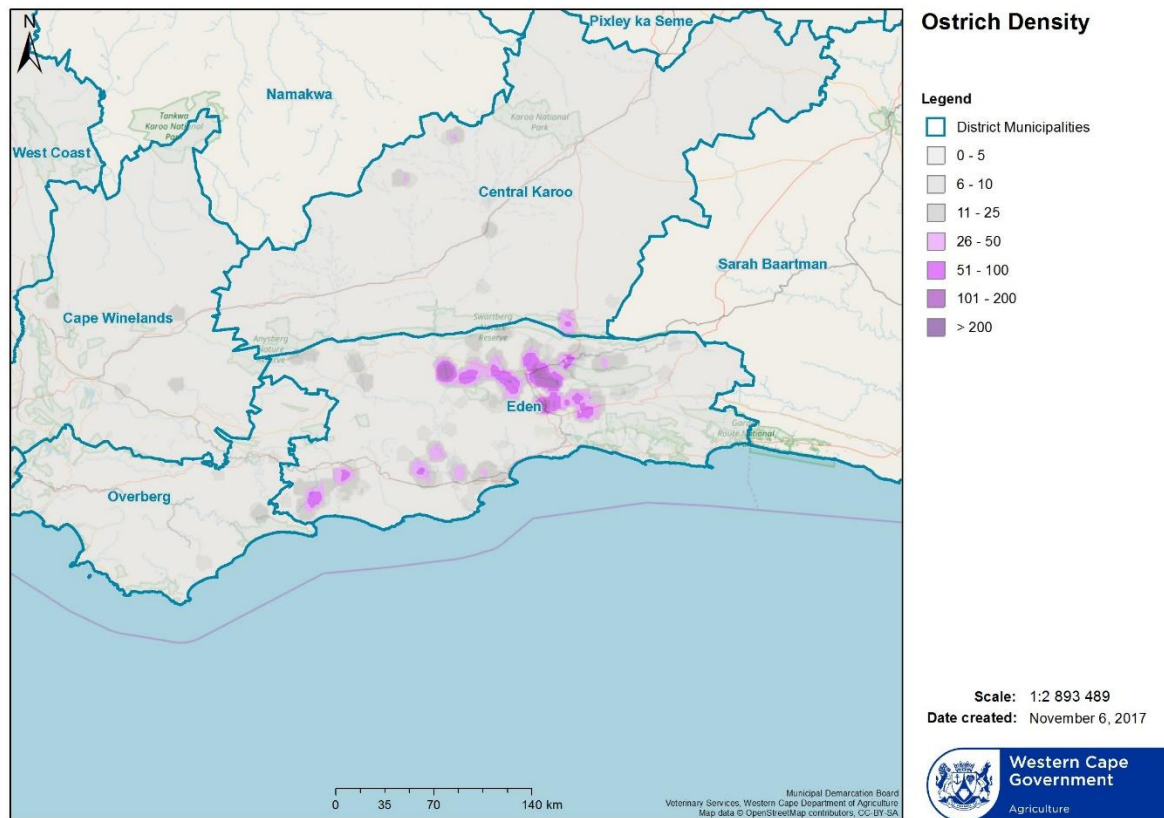 Ostrich Density
Legend
District Municipalities
0 - 5
6 - 10
11 - 25
26 - 50
51 - 100
101 - 200
> 200
N
Pixley ka Seme
Namakwa
Tankwa
Karoo National
Park
Karoo National
Park
West Coast
Central Karoo
Sarah Baartman
Cape Winelands
Anysberg
Nature
Reserve
Swartberg
Reserve
Eden
Route National
Overberg
0 35 70 140 km
Municipal Demarcation Board
Veterinary Services, Western Cape Department of Agriculture
Map data © OpenStreetMap contributors, CC-BY-SA
Scale: 1:2 893 489
Date created: November 6, 2017
Western Cape
Government
Agriculture